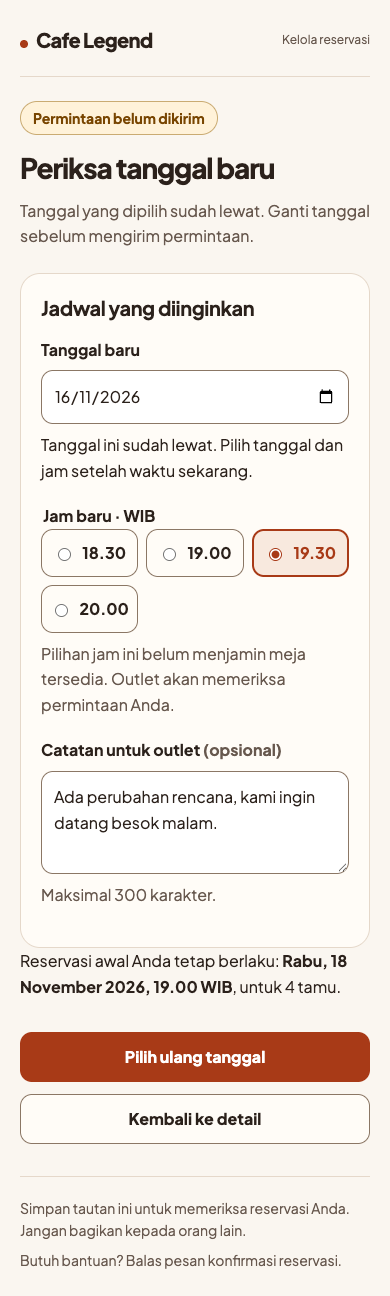 Cafe Legend
Kelola reservasi
Permintaan belum dikirim
Periksa tanggal baru
Tanggal yang dipilih sudah lewat. Ganti tanggal
sebelum mengirim permintaan.
Jadwal yang diinginkan
Tanggal baru
16/11/2026
Tanggal ini sudah lewat. Pilih tanggal dan
jam setelah waktu sekarang.
Jam baru · WIB
18.30
19.00
19.30
20.00
Pilihan jam ini belum menjamin meja
tersedia. Outlet akan memeriksa
permintaan Anda.
Catatan untuk outlet (opsional)
Ada perubahan rencana, kami ingin
datang besok malam.
Maksimal 300 karakter.
Reservasi awal Anda tetap berlaku: Rabu, 18
November 2026, 19.00 WIB, untuk 4 tamu.
Pilih ulang tanggal
Kembali ke detail
Simpan tautan ini untuk memeriksa reservasi Anda.
Jangan bagikan kepada orang lain.
Butuh bantuan? Balas pesan konfirmasi reservasi.